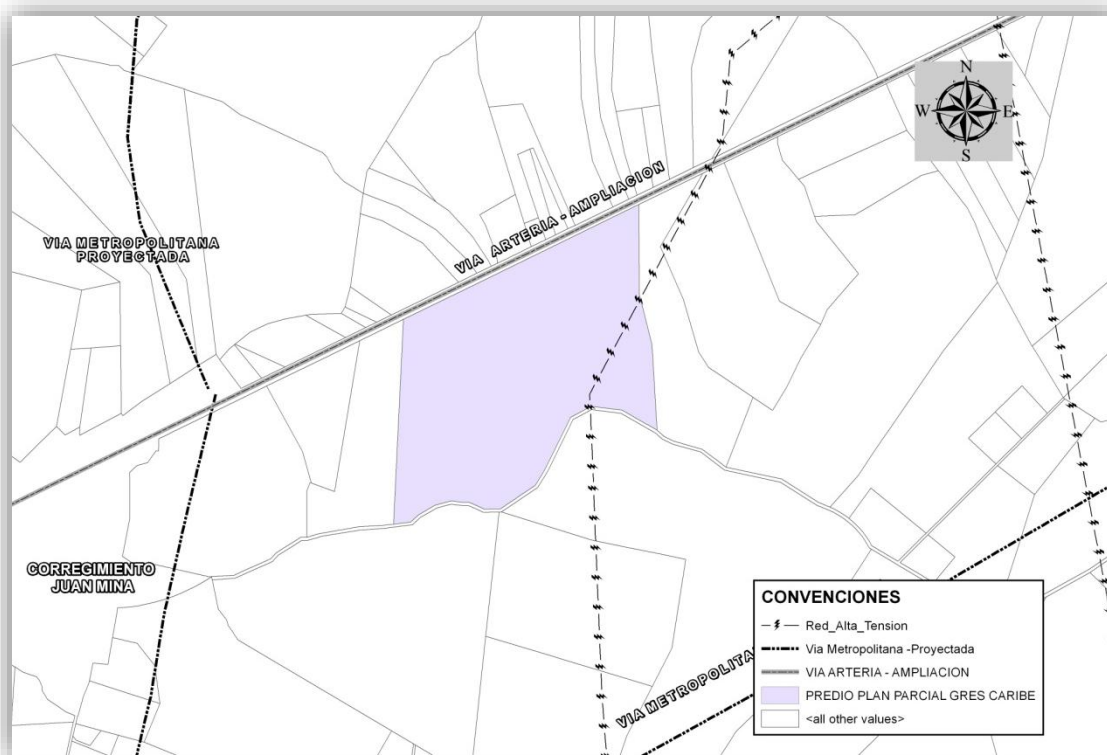 N
W E
S
VIA ARTERIA - AMPLIACION
VIA METROPOLITANA
PROYECTADA
CORREGIMIENTO
JUAN MINA
VIA METROPOLITAN
CONVENCIONES
Red_Alta_Tension
Via Metropolitana -Proyectada
VIA ARTERIA - AMPLIACION
PREDIO PLAN PARCIAL GRES CARIBE
<all other values>